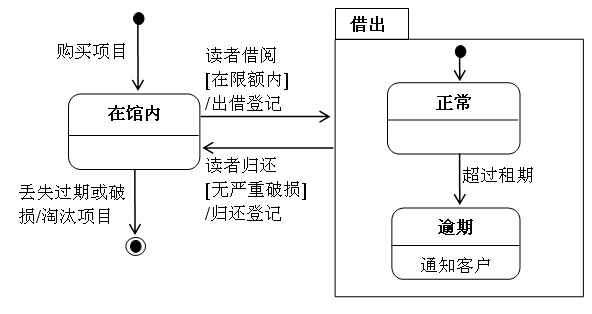 购买项目
在馆内
丢失过期或破
损/淘汰项目
读者借阅
[在限额内]
/出借登记
读者归还
[无严重破损]
/归还登记
借出
正常
超过租期
逾期
通知客户